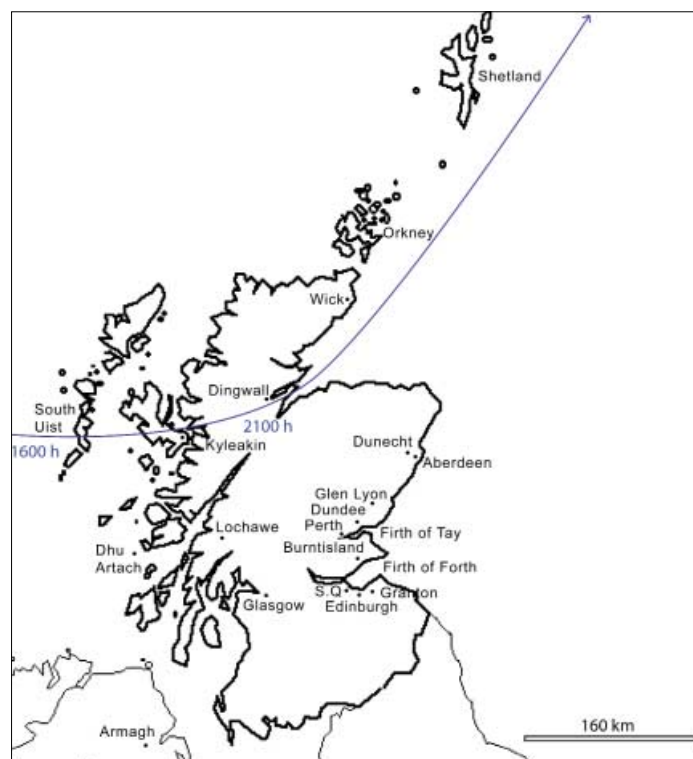 Shetland
Orkney
Wick
Dingwall
South
Uist
2100 h
1600 h
Kyleakin
Dunecht
Aberdeen
Glen Lyon
Dundee
Perth
Firth of Tay
Lochawe
Burntisland
Dhu
Artach
Firth of Forth
S.Q
Granton
Glasgow
Edinburgh
160 km
Armagh